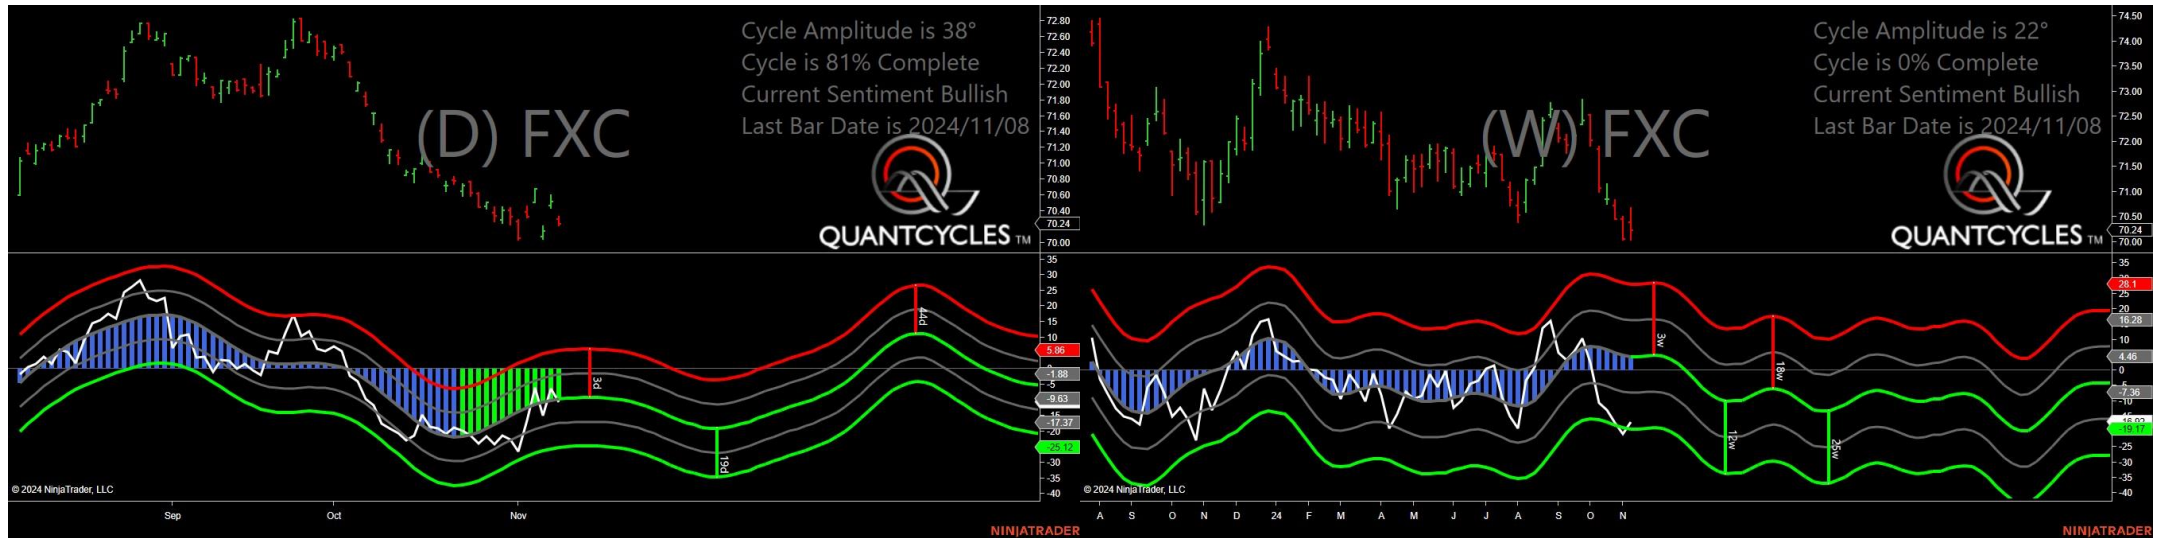 Cycle Amplitude is 38°
Cycle is 81% Complete
Current Sentiment Bullish
Last Bar Date is 2024/11/08
(D) FXC
QUANTCYCLES TM
72.80
72.60
72.40
72.20
72.00
71.80
71.60
71.40
71.20
71.00
70.80
70.60
70.40
70.24
70.00
35
30
25
20
15
10
5.86
-1.88
-5
-9.63
-15
-17.37
-20
-25.12
-30
-35
-40
3d
19d
44d
© 2024 NinjaTrader, LLC
Sep
Oct
Nov
NINJATRADER
Cycle Amplitude is 22°
Cycle is 0% Complete
Current Sentiment Bullish
Last Bar Date is 2024/11/08
(W) FXC
QUANTCYCLES TM
74.50
74.00
73.50
73.00
72.50
72.00
71.50
71.00
70.50
70.24
70.00
35
28.1
25
20
16.28
10
4.46
0
-7.36
-10
-19.17
-25
-30
-35
-40
3w
12w
18w
25w
© 2024 NinjaTrader, LLC
A
S
O
N
D
24
F
M
A
M
J
J
A
S
O
N
NINJATRADER